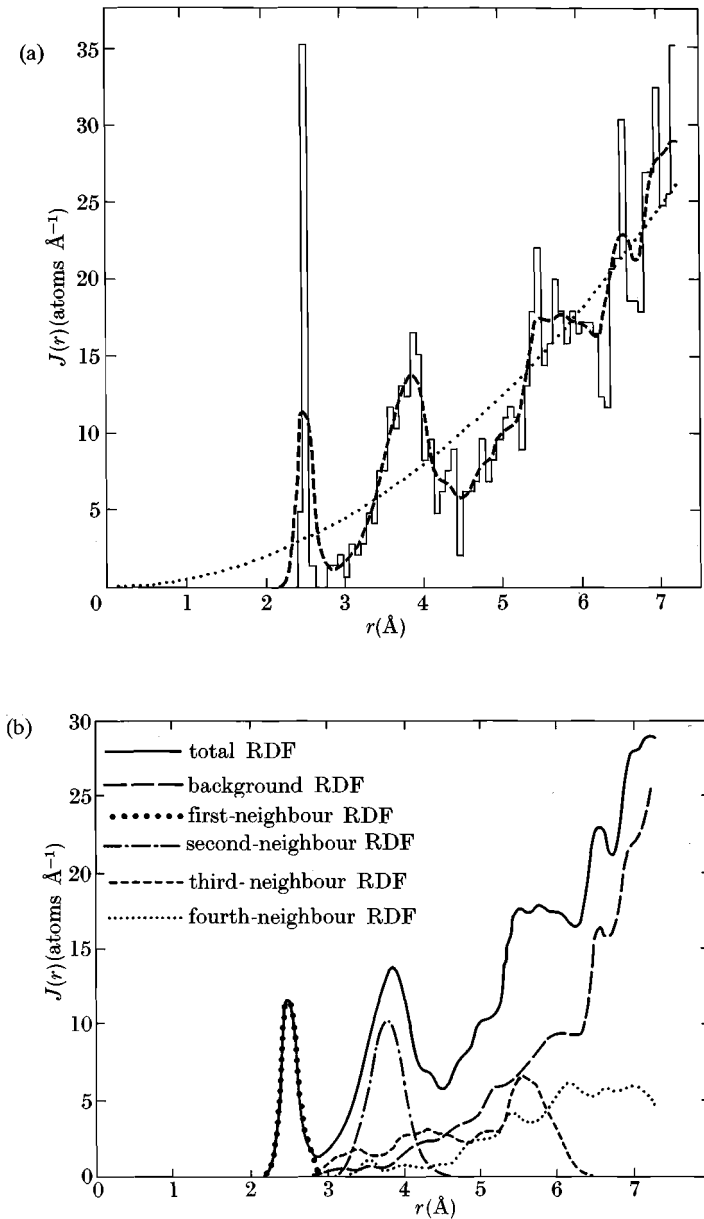 (a)
35
30
25
20
15
10
5
J(r)(atoms Å⁻¹)
0 1 2 3 4 5 6 7
r(Å)
(b)
30
25
20
15
10
5
0
J(r)(atoms Å⁻¹)
total RDF
background RDF
first-neighbour RDF
second-neighbour RDF
third-neighbour RDF
fourth-neighbour RDF
0 1 2 3 4 5 6 7
r(Å)